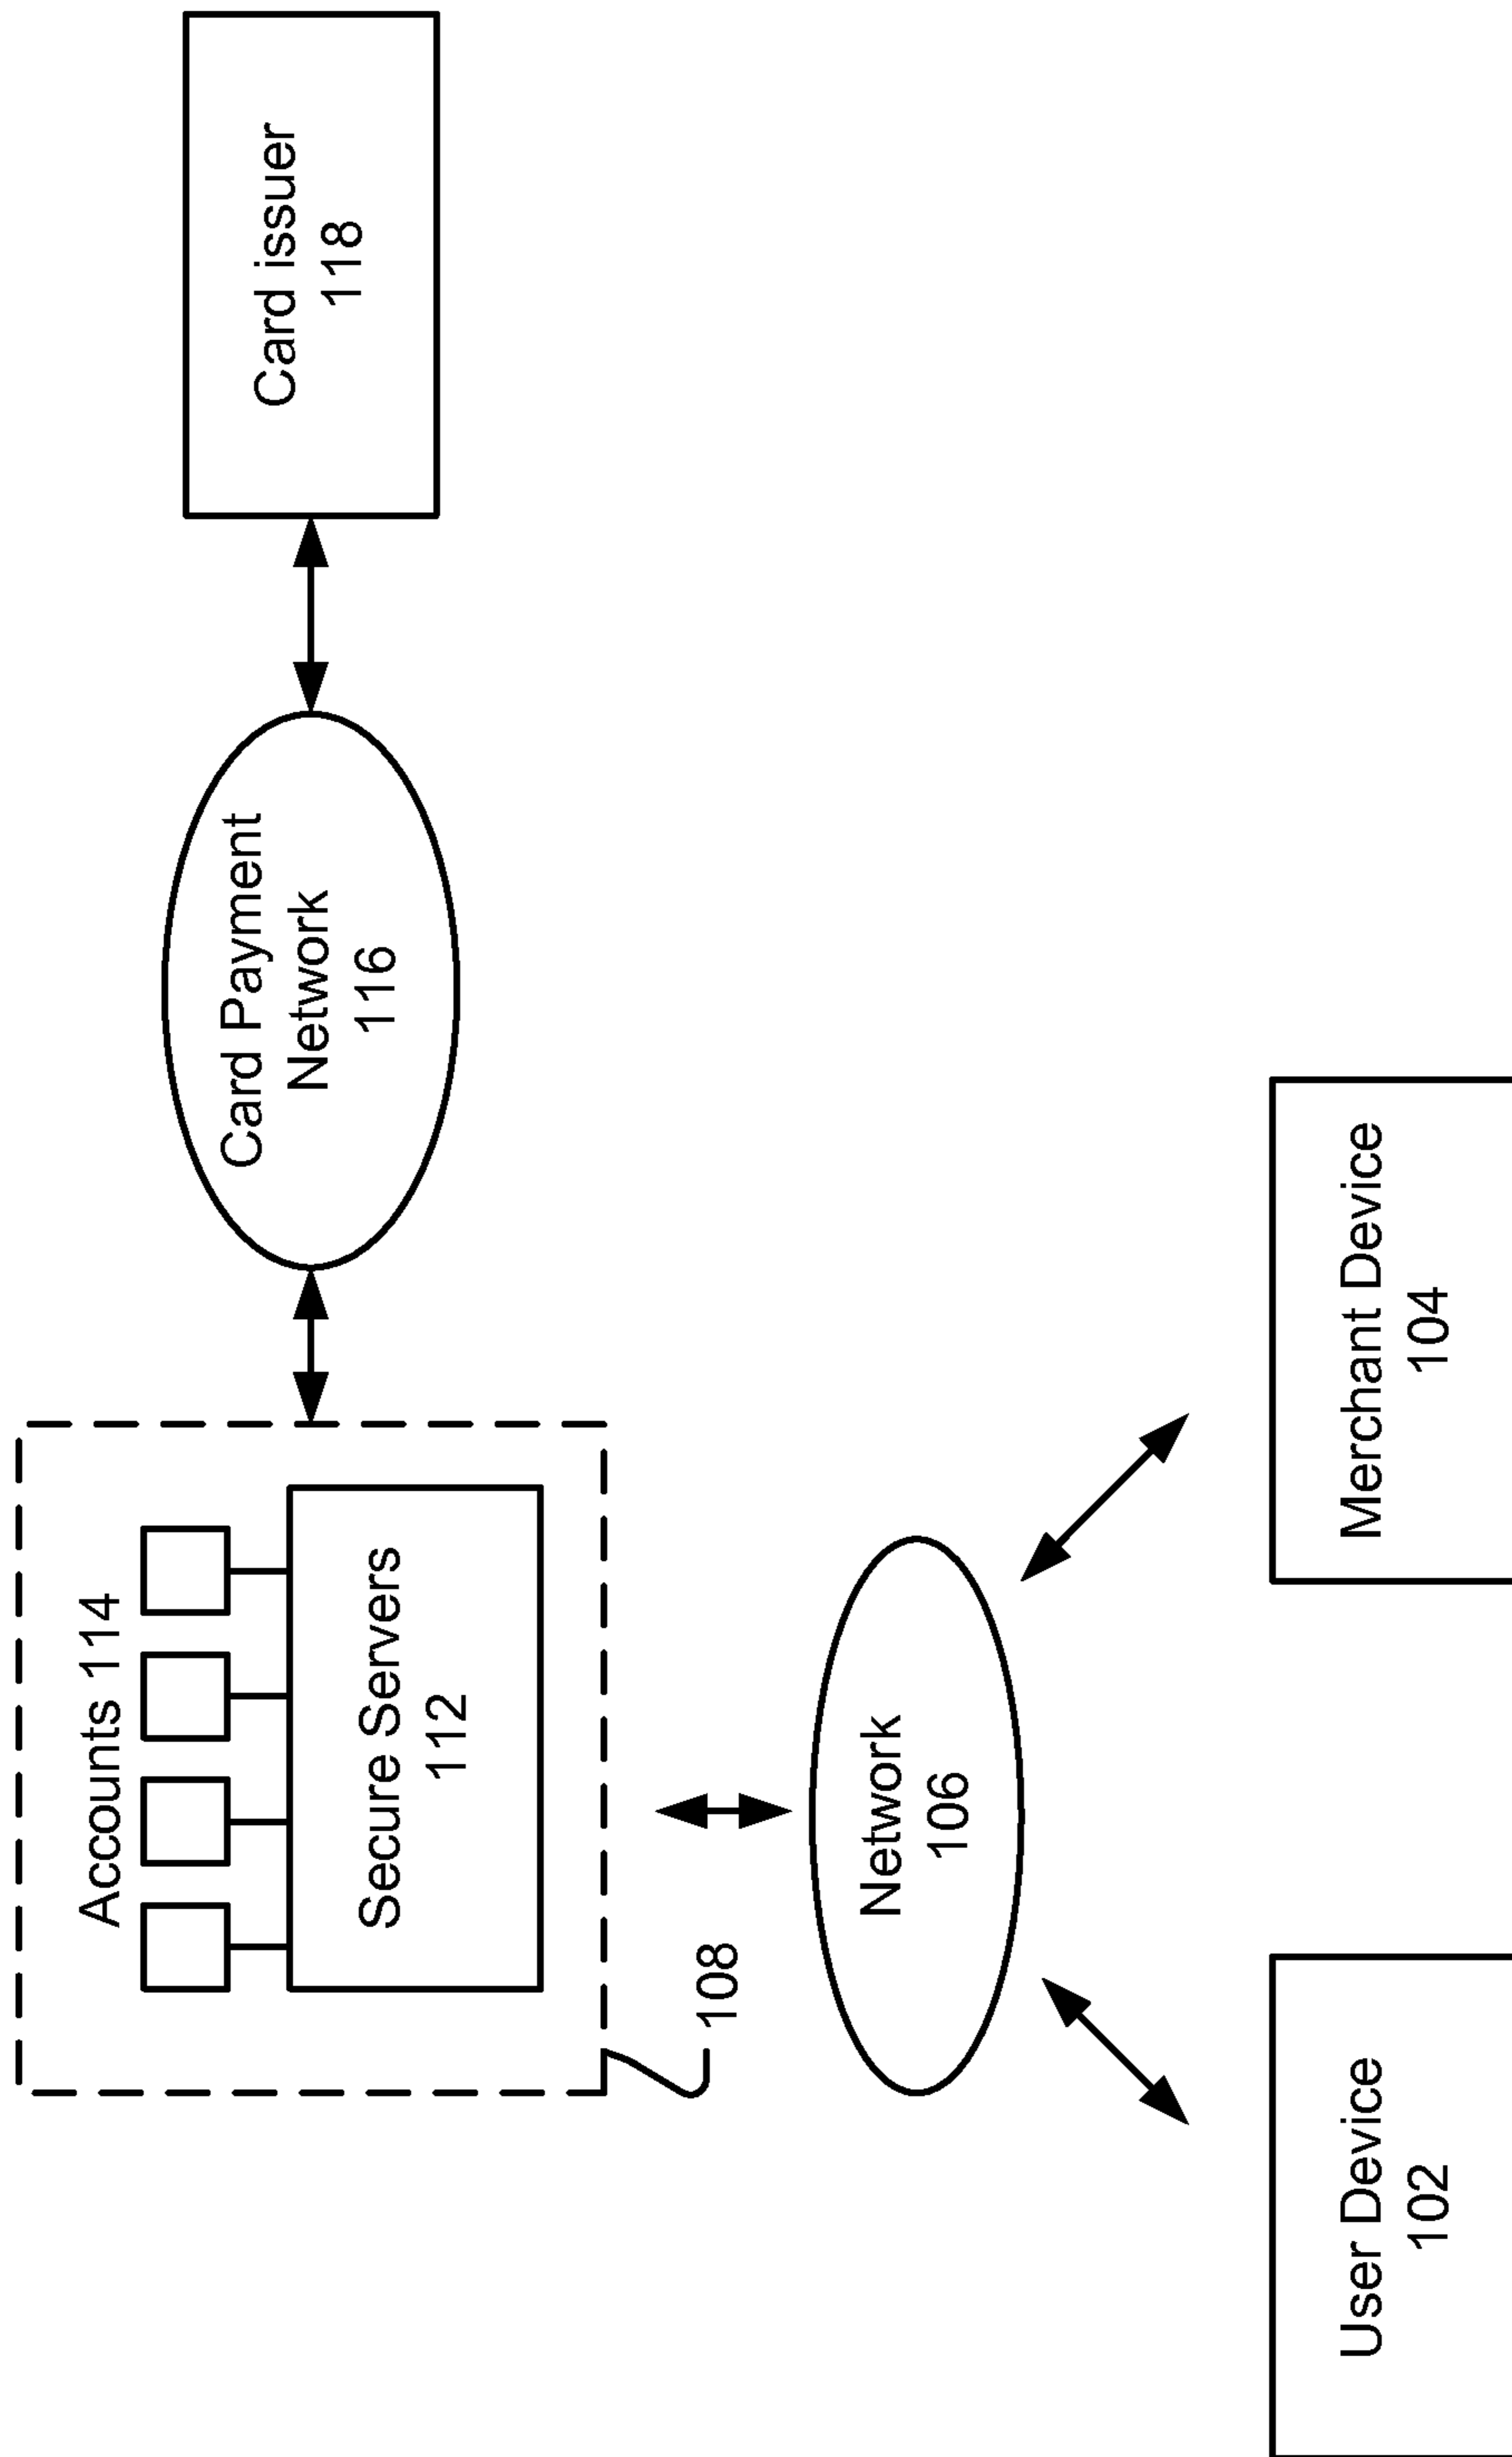 Accounts 114
Secure Servers
112
Card Payment
Network
116
Card issuer
118
108
Network
106
User Device
102
Merchant Device
104